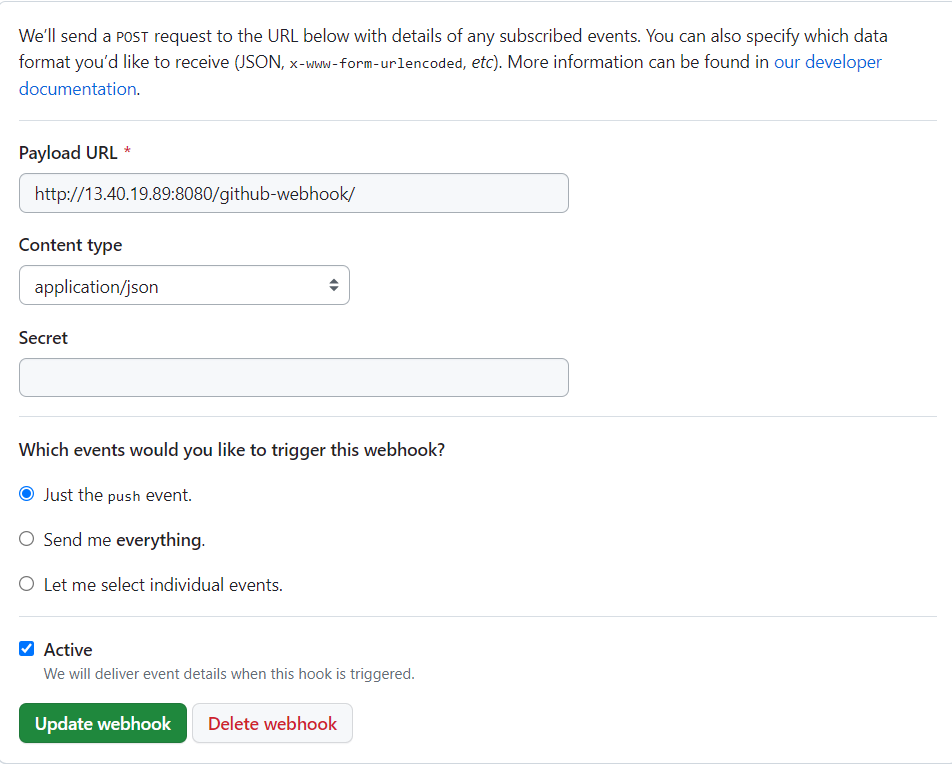 We’ll send a POST request to the URL below with details of any subscribed events. You can also specify which data
format you’d like to receive (JSON, x-www-form-urlencoded, etc). More information can be found in our developer
documentation.
Payload URL *
http://13.40.19.89:8080/github-webhook/
Content type
application/json
Secret
Which events would you like to trigger this webhook?
Just the push event.
Send me everything.
Let me select individual events.
Active
We will deliver event details when this hook is triggered.
Update webhook Delete webhook